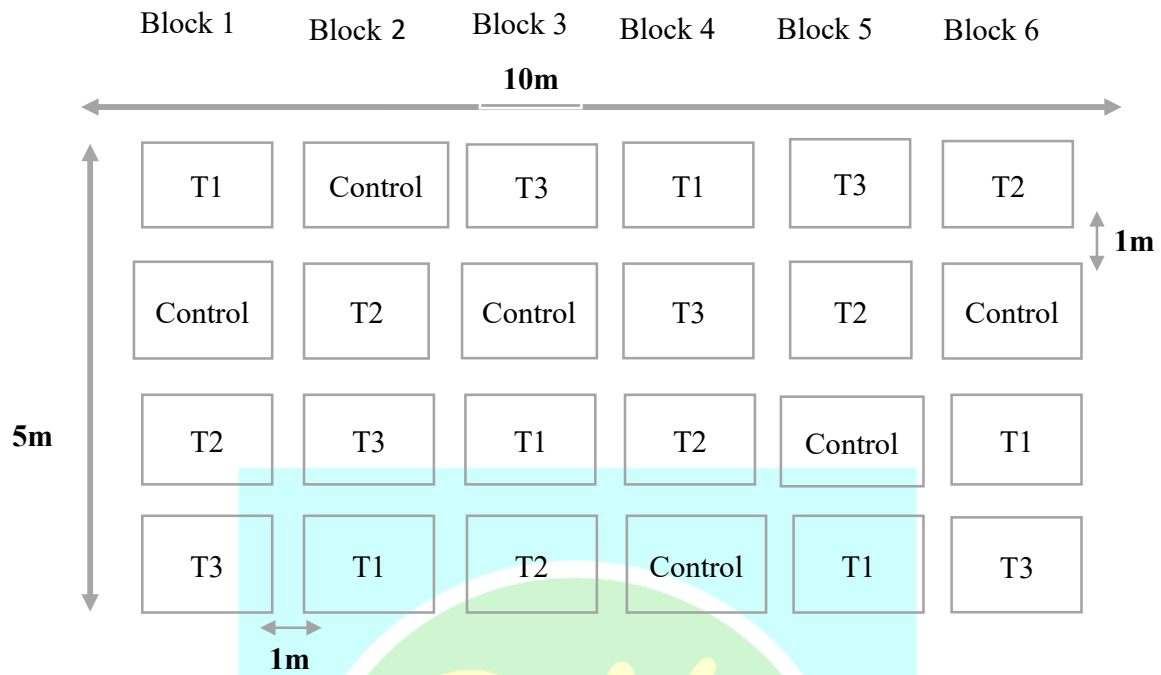 Block 1 Block 2 Block 3 Block 4 Block 5 Block 6
10m
T1 Control T3 T1 T3 T2
1m
Control T2 Control T3 T2 Control
5m
T2 T3 T1 T2 Control T1
T3 T1 T2 Control T1 T3
1m